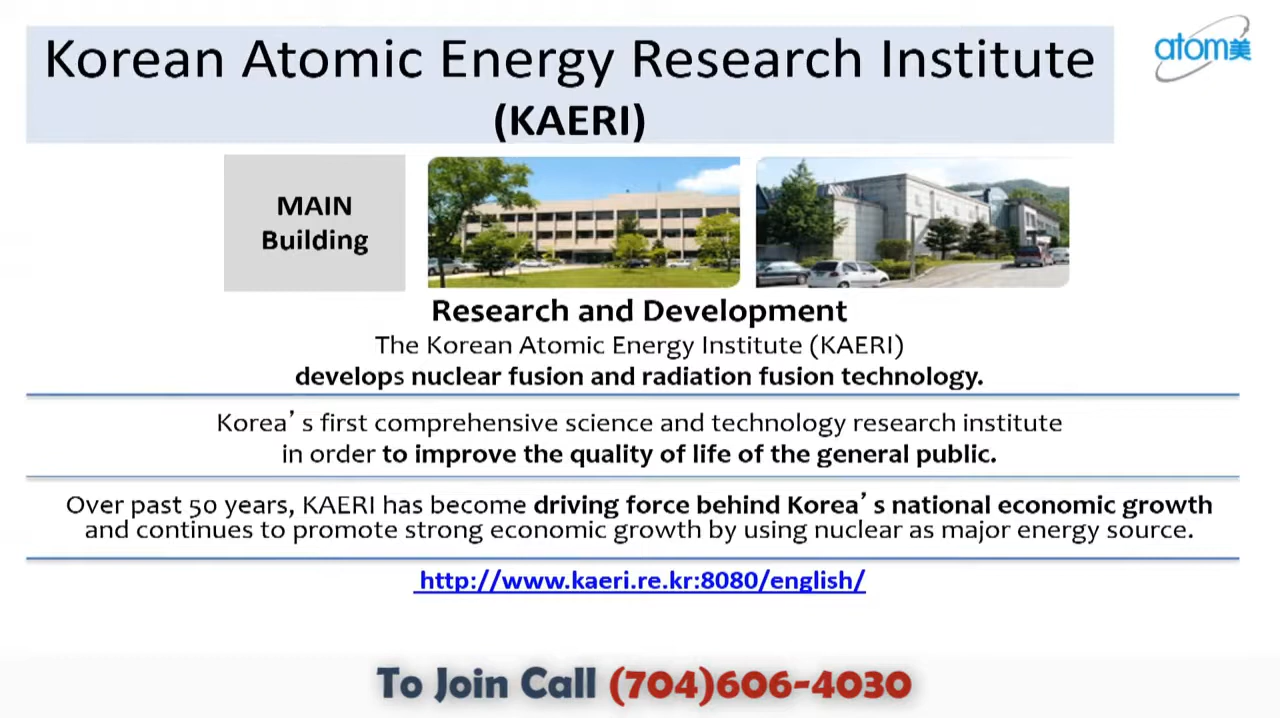 Korean Atomic Energy Research Institute
(KAERI)
atom美
MAIN
Building
Research and Development
The Korean Atomic Energy Institute (KAERI)
develops nuclear fusion and radiation fusion technology.
Korea's first comprehensive science and technology research institute
in order to improve the quality of life of the general public.
Over past 50 years, KAERI has become driving force behind Korea's national economic growth
and continues to promote strong economic growth by using nuclear as major energy source.
http://www.kaeri.re.kr:8080/english/
To Join Call (704)606-4030